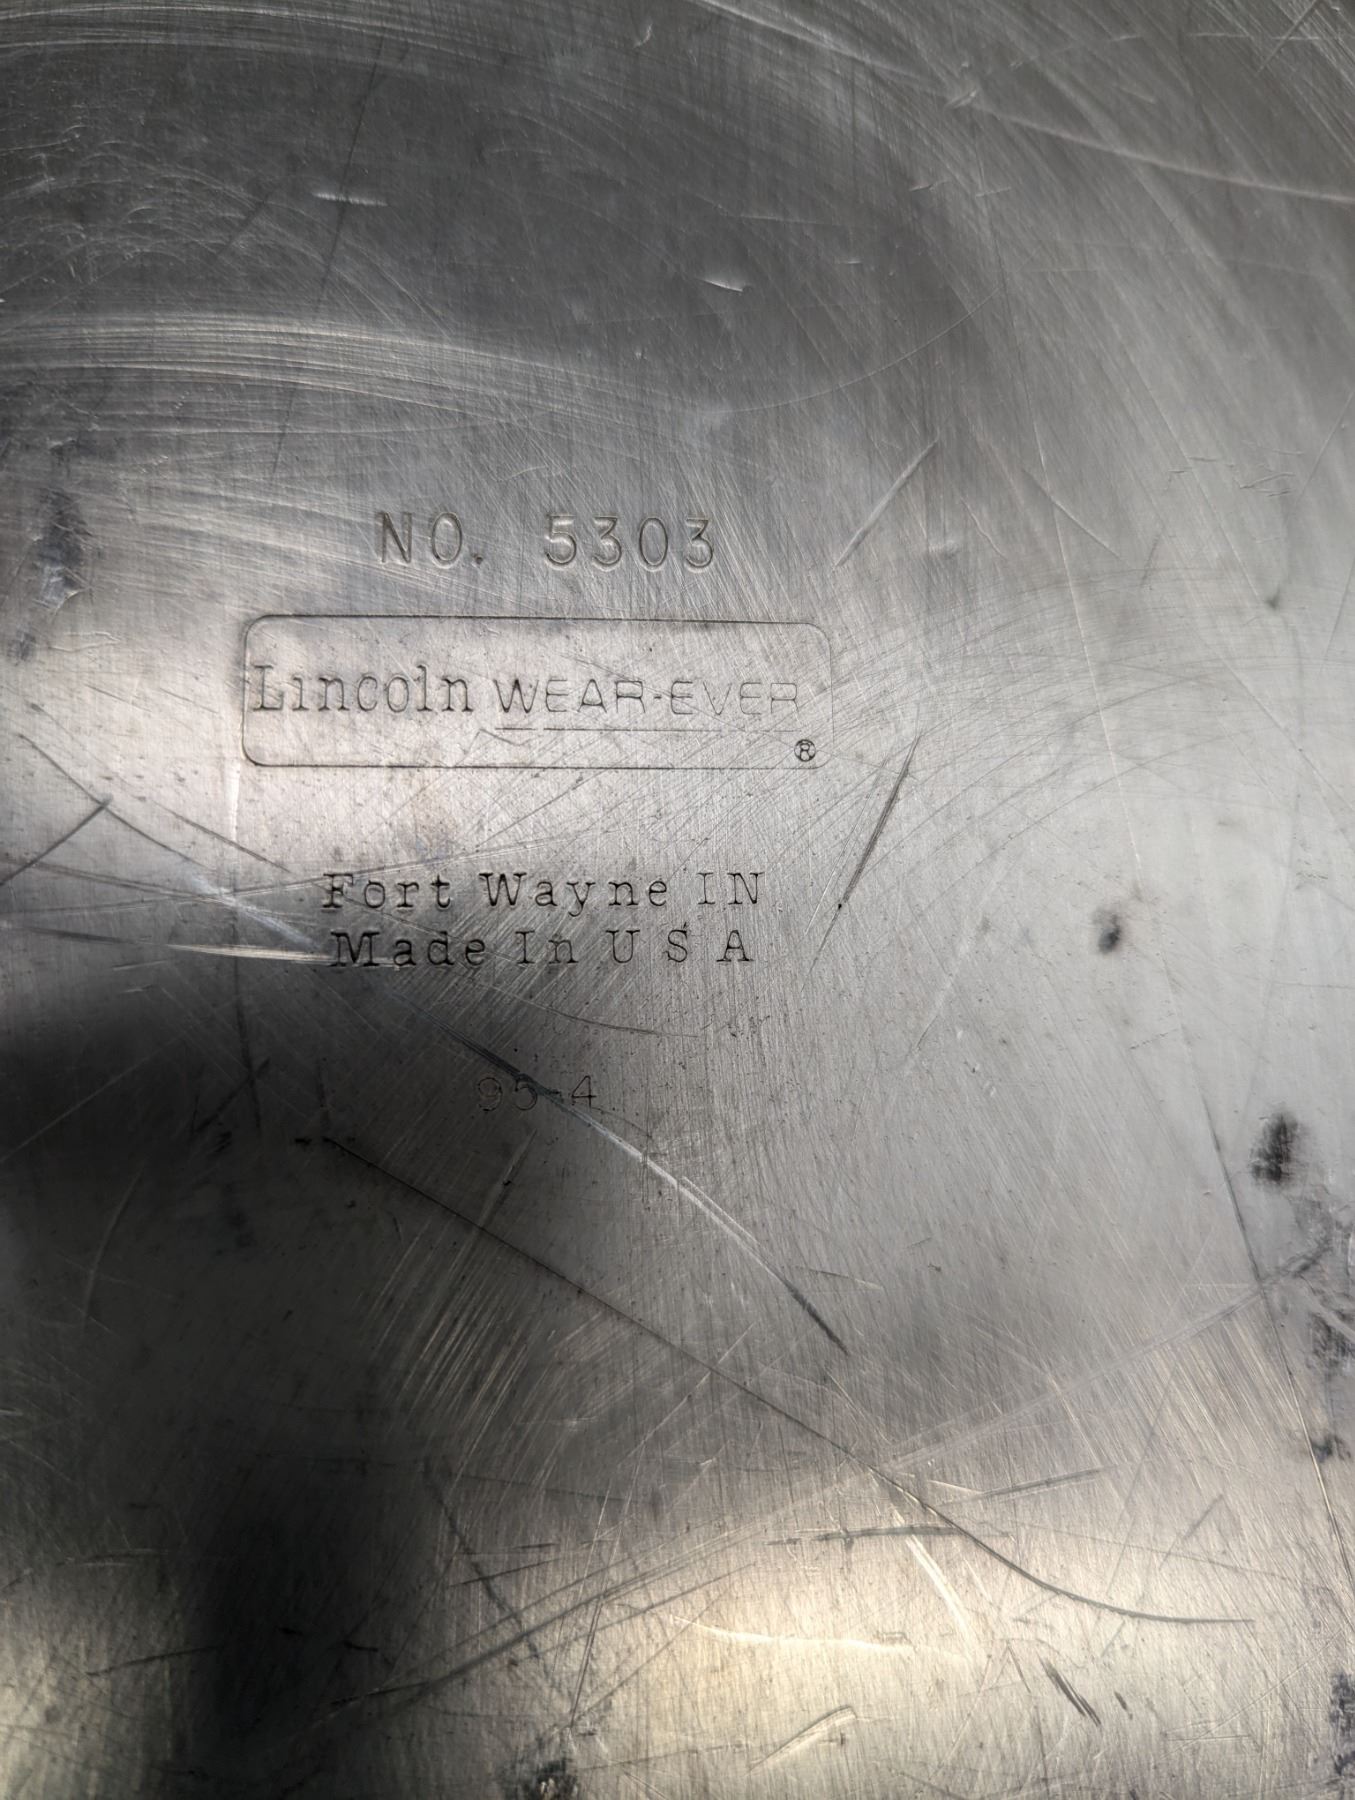 NO. 5303
Lincoln WEAR-EVER
®
Fort Wayne IN
Made In U S A
95-4